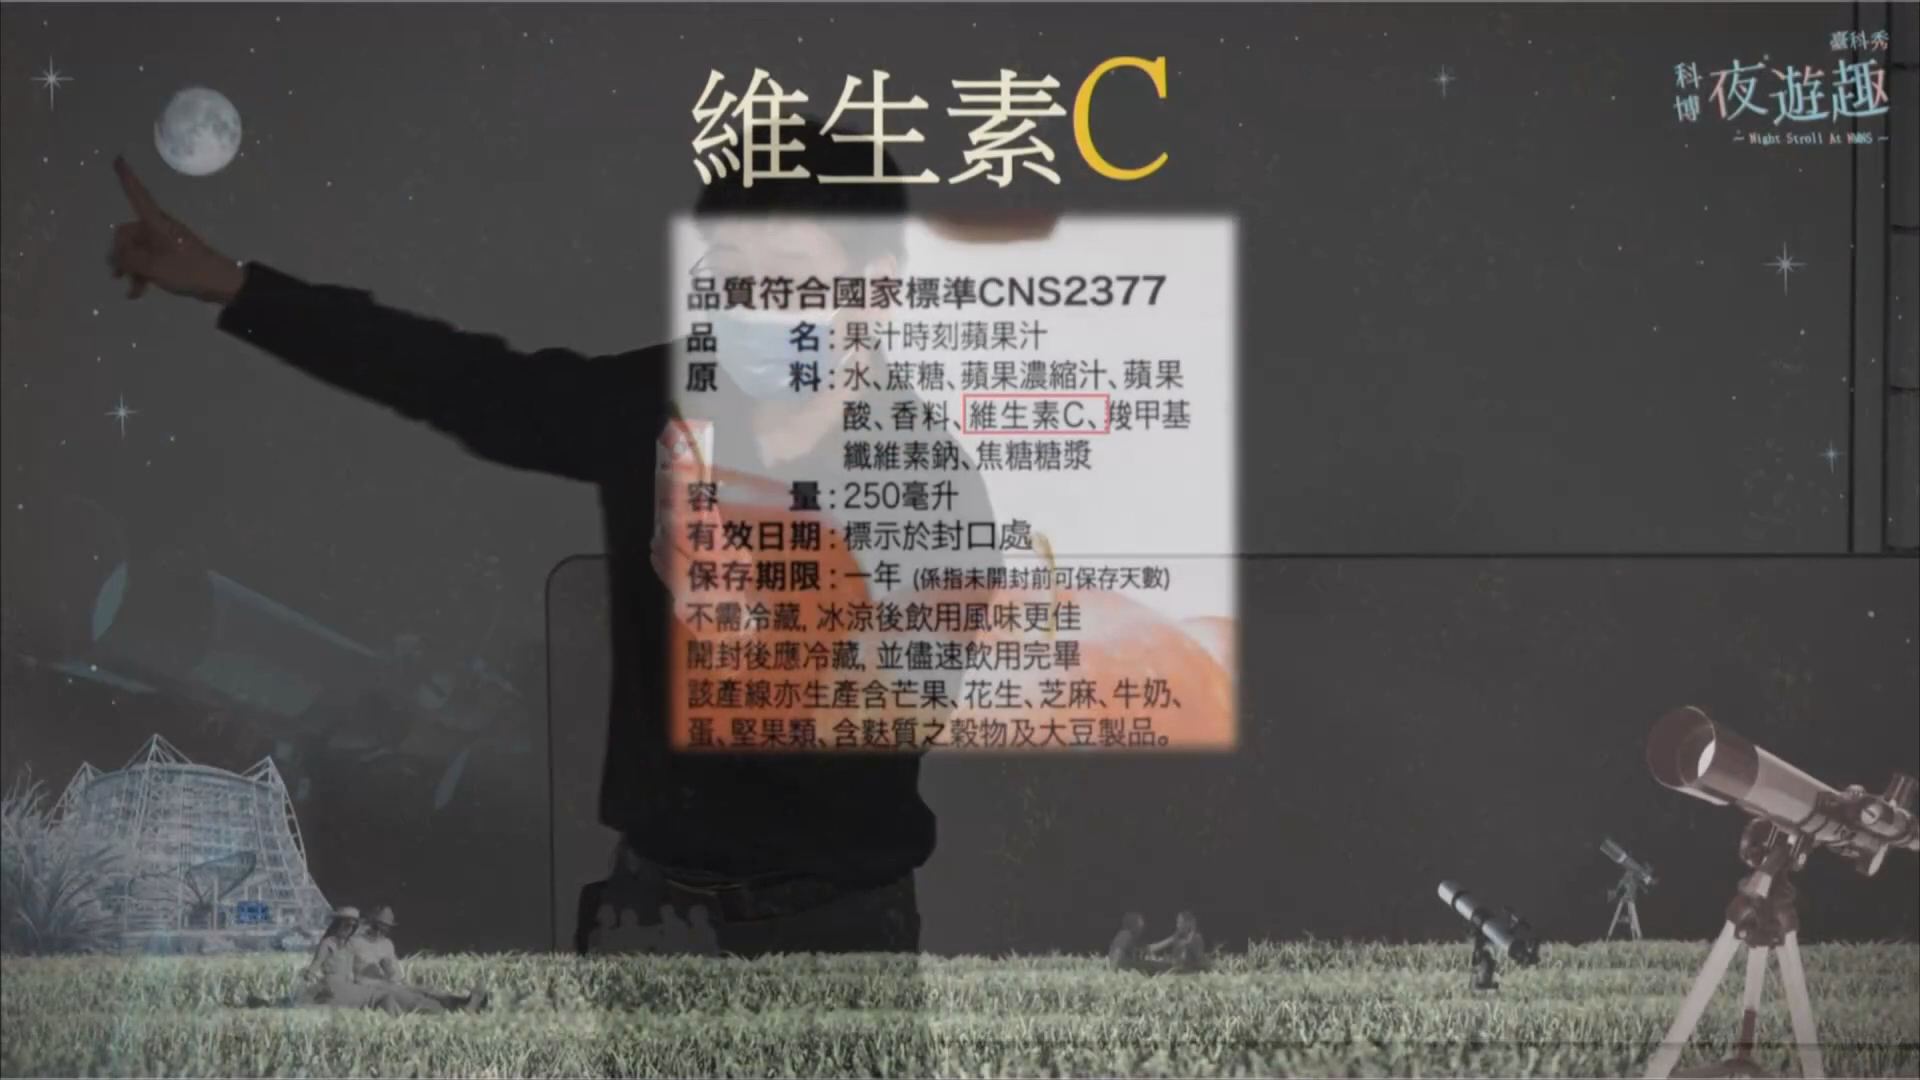 臺科秀
科博夜遊趣
~ Night Stroll At NMNS ~
維生素C
品質符合國家標準CNS2377
品名：果汁時刻蘋果汁
原料：水、蔗糖、蘋果濃縮汁、蘋果
酸、香料、維生素C、羧甲基
纖維素鈉、焦糖糖漿
容量：250毫升
有效日期：標示於封口處
保存期限：一年 (係指未開封前可保存天數)
不需冷藏, 冰涼後飲用風味更佳
開封後應冷藏, 並儘速飲用完畢
該產線亦生產含芒果、花生、芝麻、牛奶、
蛋、堅果類、含麩質之穀物及大豆製品。